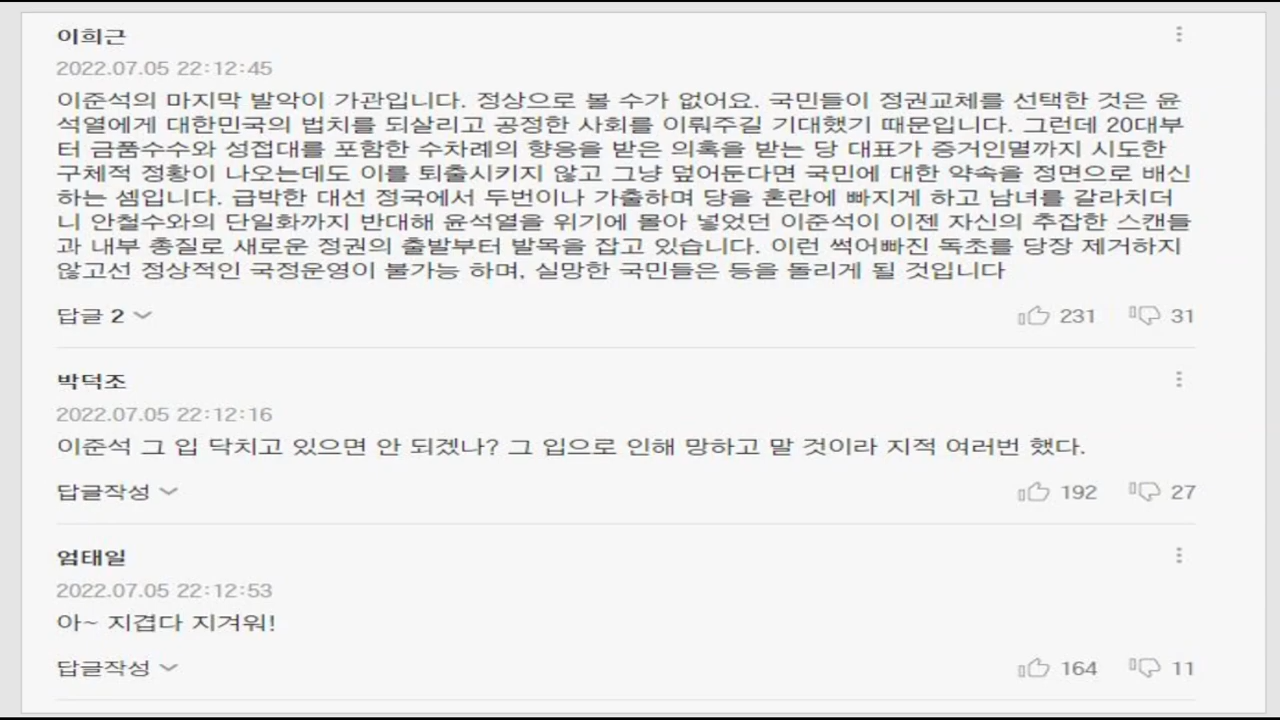 이희근
2022.07.05 22:12:45
이준석의 마지막 발악이 가관입니다. 정상으로 볼 수가 없어요. 국민들이 정권교체를 선택한 것은 윤
석열에게 대한민국의 법치를 되살리고 공정한 사회를 이뤄주길 기대했기 때문입니다. 그런데 20대부
터 금품수수와 성접대를 포함한 수차례의 향응을 받은 의혹을 받는 당 대표가 증거인멸까지 시도한
구체적 정황이 나오는데도 이를 퇴출시키지 않고 그냥 덮어둔다면 국민에 대한 약속을 정면으로 배신
하는 셈입니다. 급박한 대선 정국에서 두번이나 가출하며 당을 혼란에 빠지게 하고 남녀를 갈라치더
니 안철수와의 단일화까지 반대해 윤석열을 위기에 몰아 넣었던 이준석이 이젠 자신의 추잡한 스캔들
과 내부 총질로 새로운 정권의 출발부터 발목을 잡고 있습니다. 이런 썩어빠진 독초를 당장 제거하지
않고선 정상적인 국정운영이 불가능 하며, 실망한 국민들은 등을 돌리게 될 것입니다
답글 2 231 31
박덕조
2022.07.05 22:12:16
이준석 그 입 닥치고 있으면 안 되겠나? 그 입으로 인해 망하고 말 것이라 지적 여러번 했다.
답글작성 192 27
엄태일
2022.07.05 22:12:53
아~ 지겹다 지겨워!
답글작성 164 11